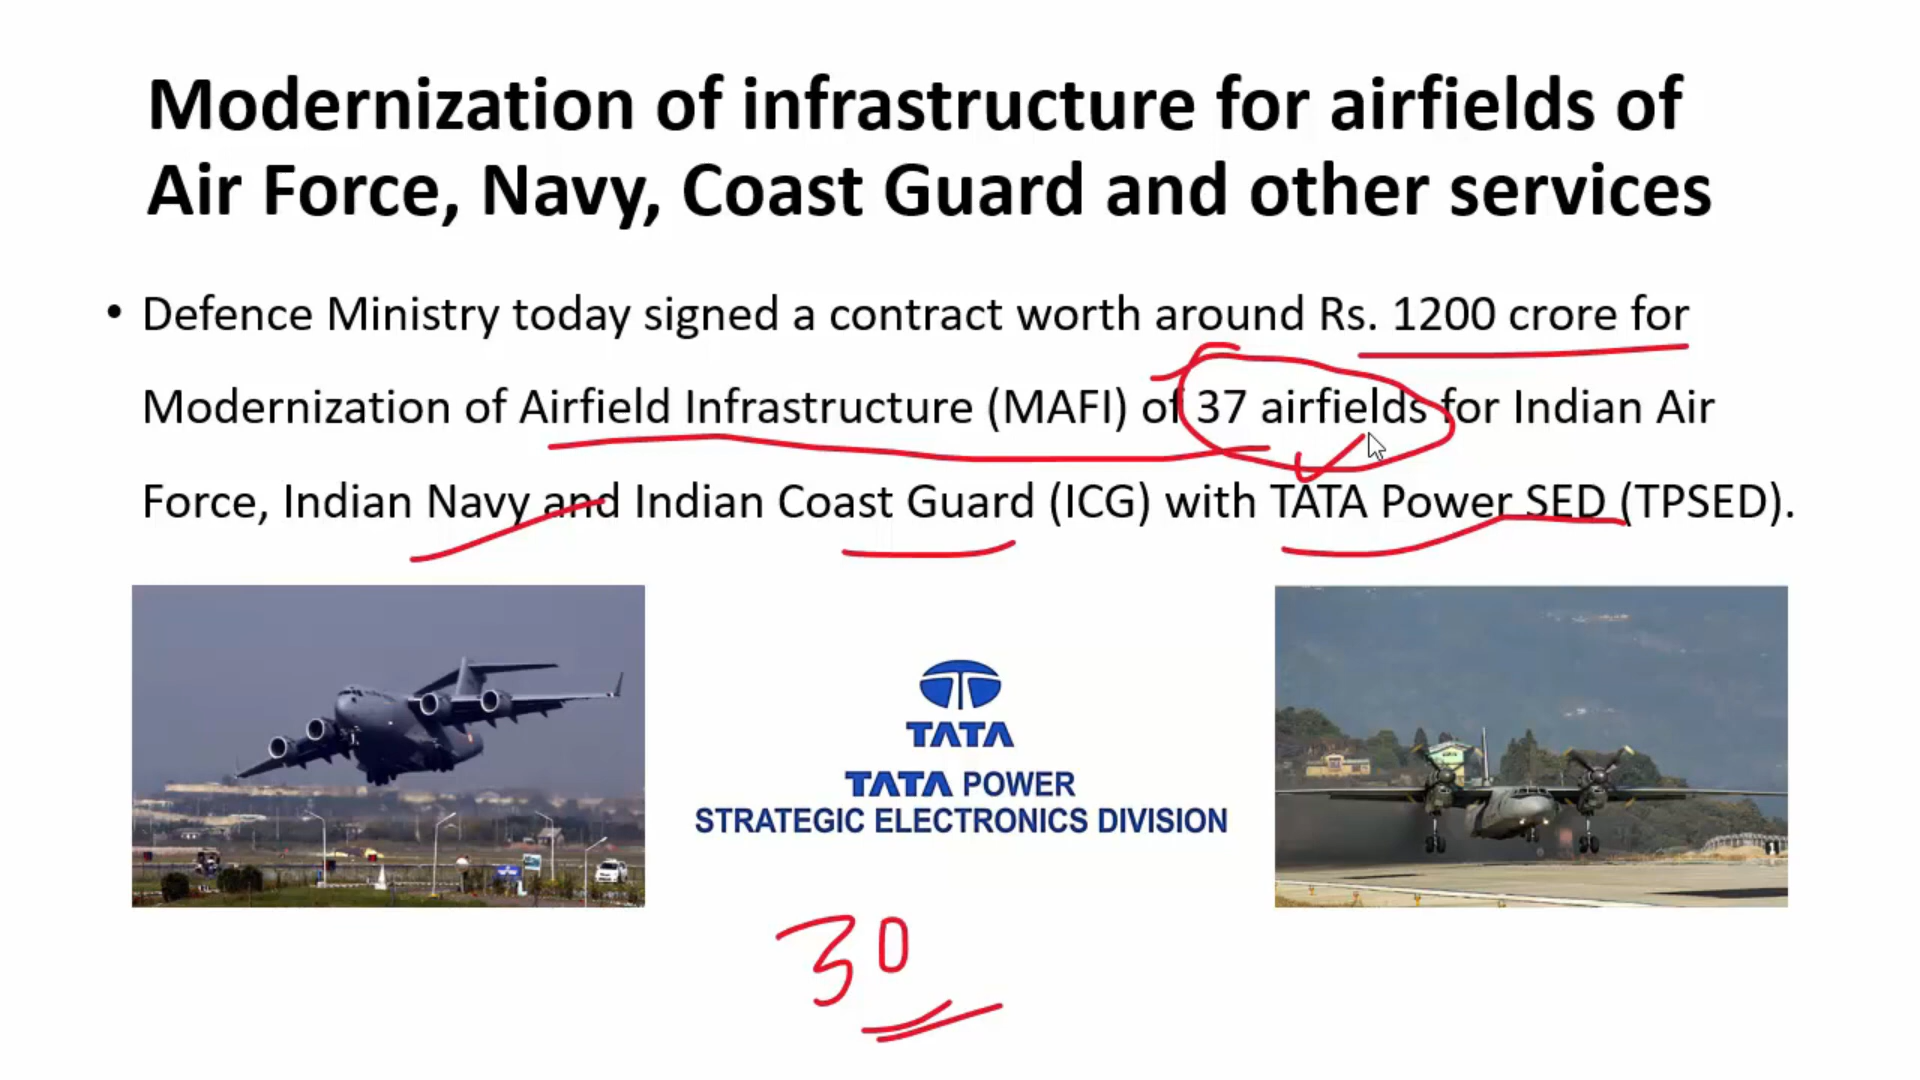 Modernization of infrastructure for airfields of
Air Force, Navy, Coast Guard and other services
• Defence Ministry today signed a contract worth around Rs. 1200 crore for
Modernization of Airfield Infrastructure (MAFI) of 37 airfields for Indian Air
Force, Indian Navy and Indian Coast Guard (ICG) with TATA Power SED (TPSED).
TATA
TATA POWER
STRATEGIC ELECTRONICS DIVISION
30